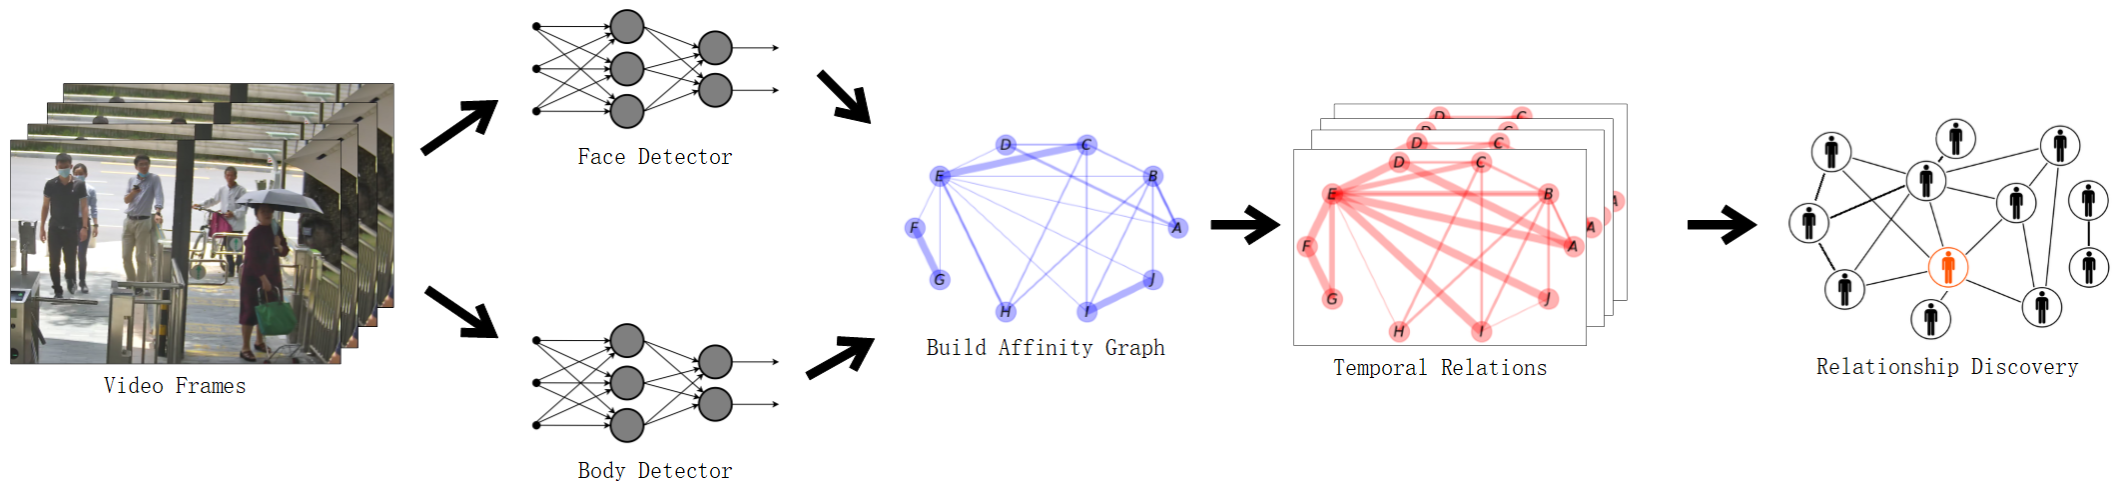 Face Detector
Video Frames
Body Detector
D C
E B
F A
G J
H I
Build Affinity Graph
D C
D C
D C
D C
E B
A
A
F A
G J
H I
Temporal Relations
Relationship Discovery